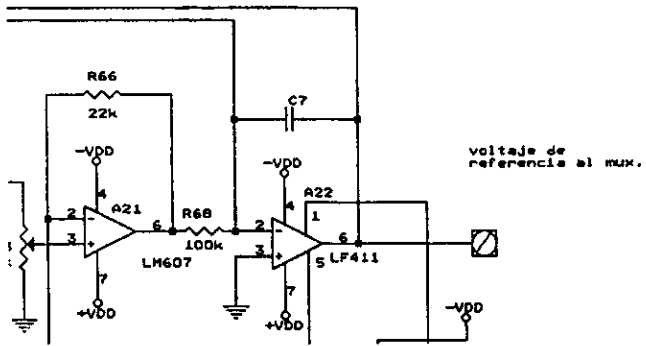 R66
22k
C7
voltaje de
referencia al mux.
-VDD
-VDD
4
A21
4
A22
1
2
-
6
R68
2
-
3
+
100k
3
+
6
LM607
5
LF411
7
7
-VDD
+VDD
+VDD